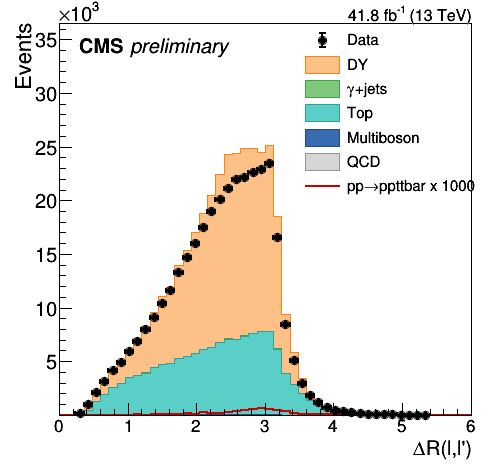 ×10³
41.8 fb⁻¹ (13 TeV)
CMS preliminary
Events
35
30
25
20
15
10
5
Data
DY
γ+jets
Top
Multiboson
QCD
pp→ppttbar x 1000
0 1 2 3 4 5 6
ΔR(l,l')